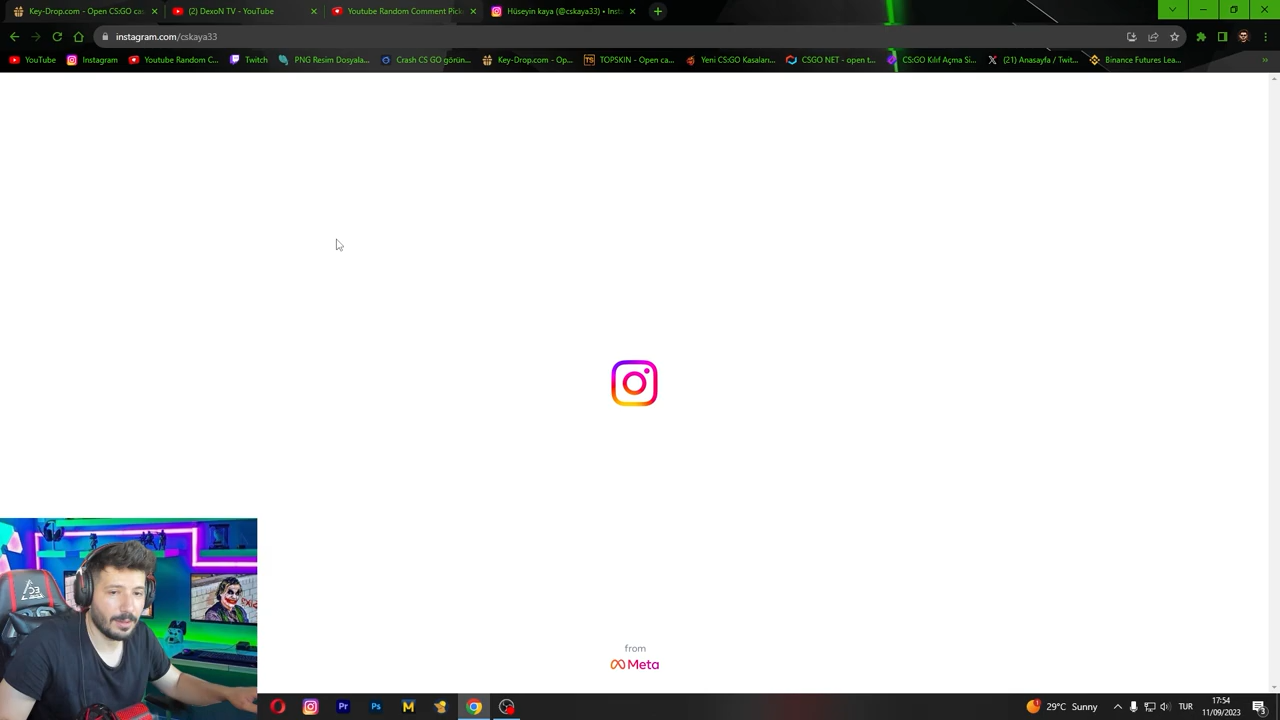 Key-Drop.com - Open CS:GO ca
(2) DexoN TV - YouTube
Youtube Random Comment Pick
Hüseyin kaya (@cskaya33) • Inst
instagram.com/cskaya33
YouTube
Instagram
Youtube Random C...
Twitch
PNG Resim Dosyala...
Crash CS GO görün...
Key-Drop.com - Op...
TOPSKIN - Open ca...
Yeni CS:GO Kasaları...
CSGO NET - open t...
CS:GO Kılıf Açma Si...
(21) Anasayfa / Twit...
Binance Futures Lea...
from
Meta
29°C Sunny
TUR
17:54
11/09/2023